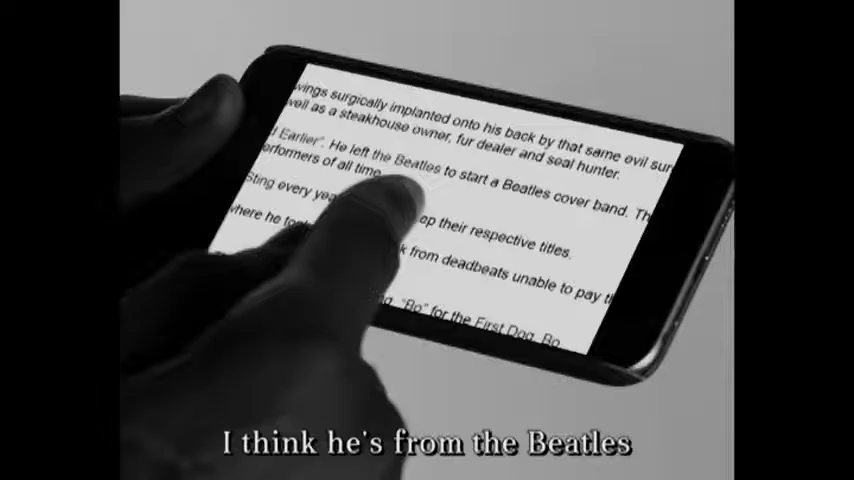 wings surgically implanted onto his back by that same evil sur
well as a steakhouse owner, fur dealer and seal hunter.
d Earlier". He left the Beatles to start a Beatles cover band. Th
erformers of all time.
sting every yea ep their respective titles.
where he took k from deadbeats unable to pay t
ng, "Bo" for the First Dog, Bo
I think he's from the Beatles